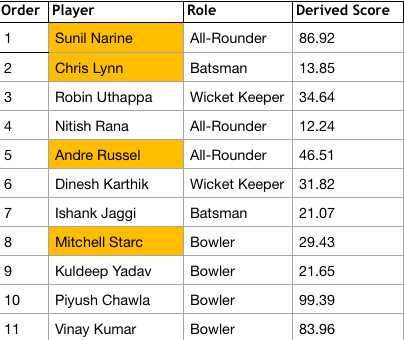 Order Player Role Derived Score
1 Sunil Narine All-Rounder 86.92
2 Chris Lynn Batsman 13.85
3 Robin Uthappa Wicket Keeper 34.64
4 Nitish Rana All-Rounder 12.24
5 Andre Russel All-Rounder 46.51
6 Dinesh Karthik Wicket Keeper 31.82
7 Ishank Jaggi Batsman 21.07
8 Mitchell Starc Bowler 29.43
9 Kuldeep Yadav Bowler 21.65
10 Piyush Chawla Bowler 99.39
11 Vinay Kumar Bowler 83.96